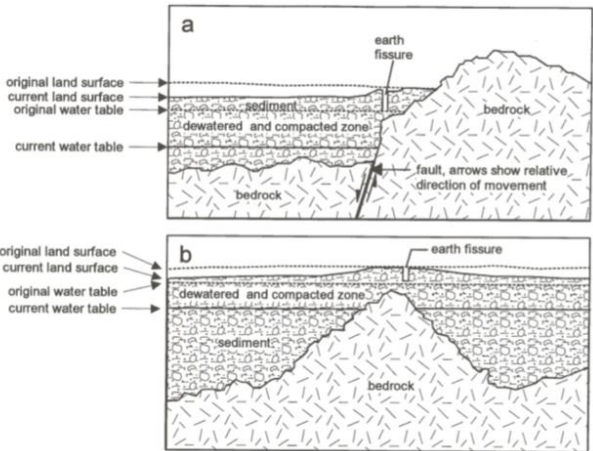 a
earth
fissure
original land surface
current land surface
original water table
sediment
bedrock
dewatered and compacted zone
current water table
fault, arrows show relative
direction of movement
bedrock
b
earth fissure
original land surface
current land surface
original water table
dewatered and compacted zone
current water table
sediment
bedrock